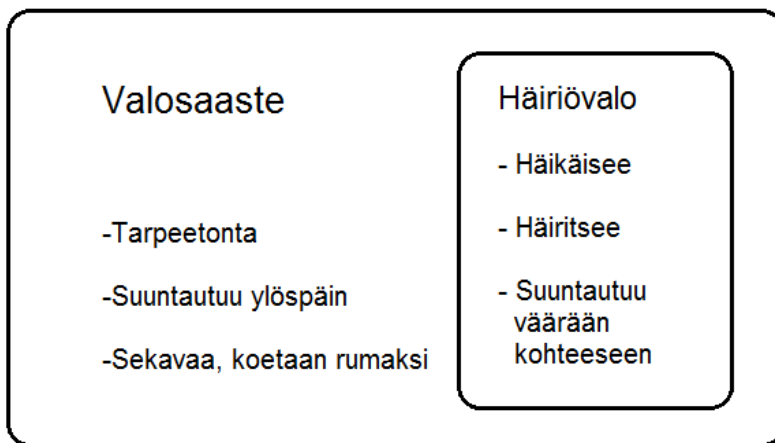 Valosaaste
-Tarpeetonta
-Suuntautuu ylöspäin
-Sekavaa, koetaan rumaksi
Häiriövalo
- Häikäisee
- Häiritsee
- Suuntautuu
väärään
kohteeseen